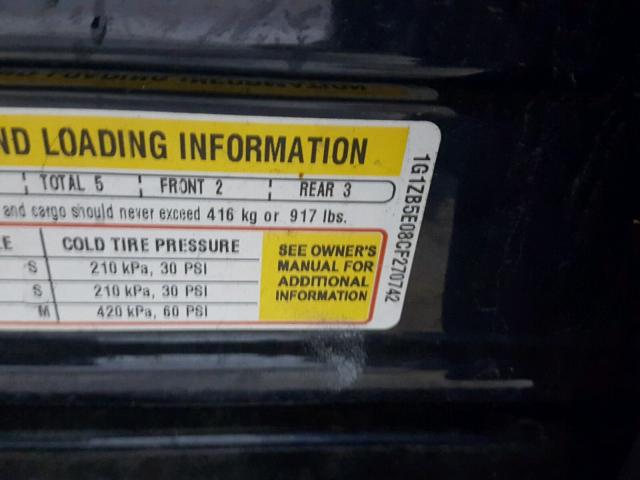 ND LOADING INFORMATION
TOTAL 5 FRONT 2 REAR 3
and cargo should never exceed 416 kg or 917 lbs.
E COLD TIRE PRESSURE
S 210 kPa, 30 PSI
S 210 kPa, 30 PSI
M 420 kPa, 60 PSI
SEE OWNER'S
MANUAL FOR
ADDITIONAL
INFORMATION
1G1ZB5E08CF270742